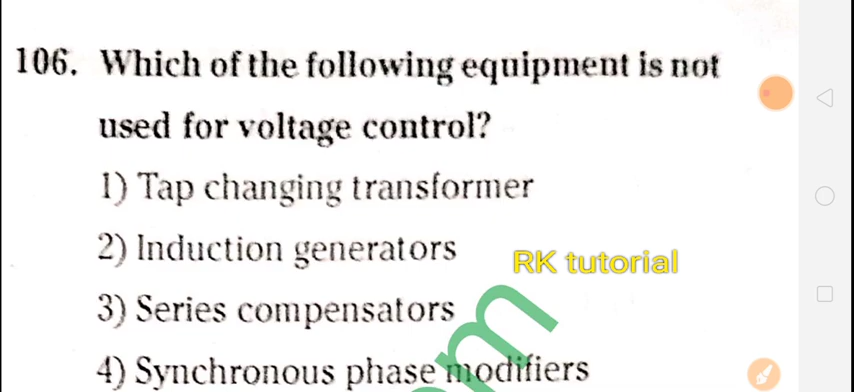 106. Which of the following equipment is not
used for voltage control?
1) Tap changing transformer
2) Induction generators
RK tutorial
3) Series compensators
4) Synchronous phase modifiers